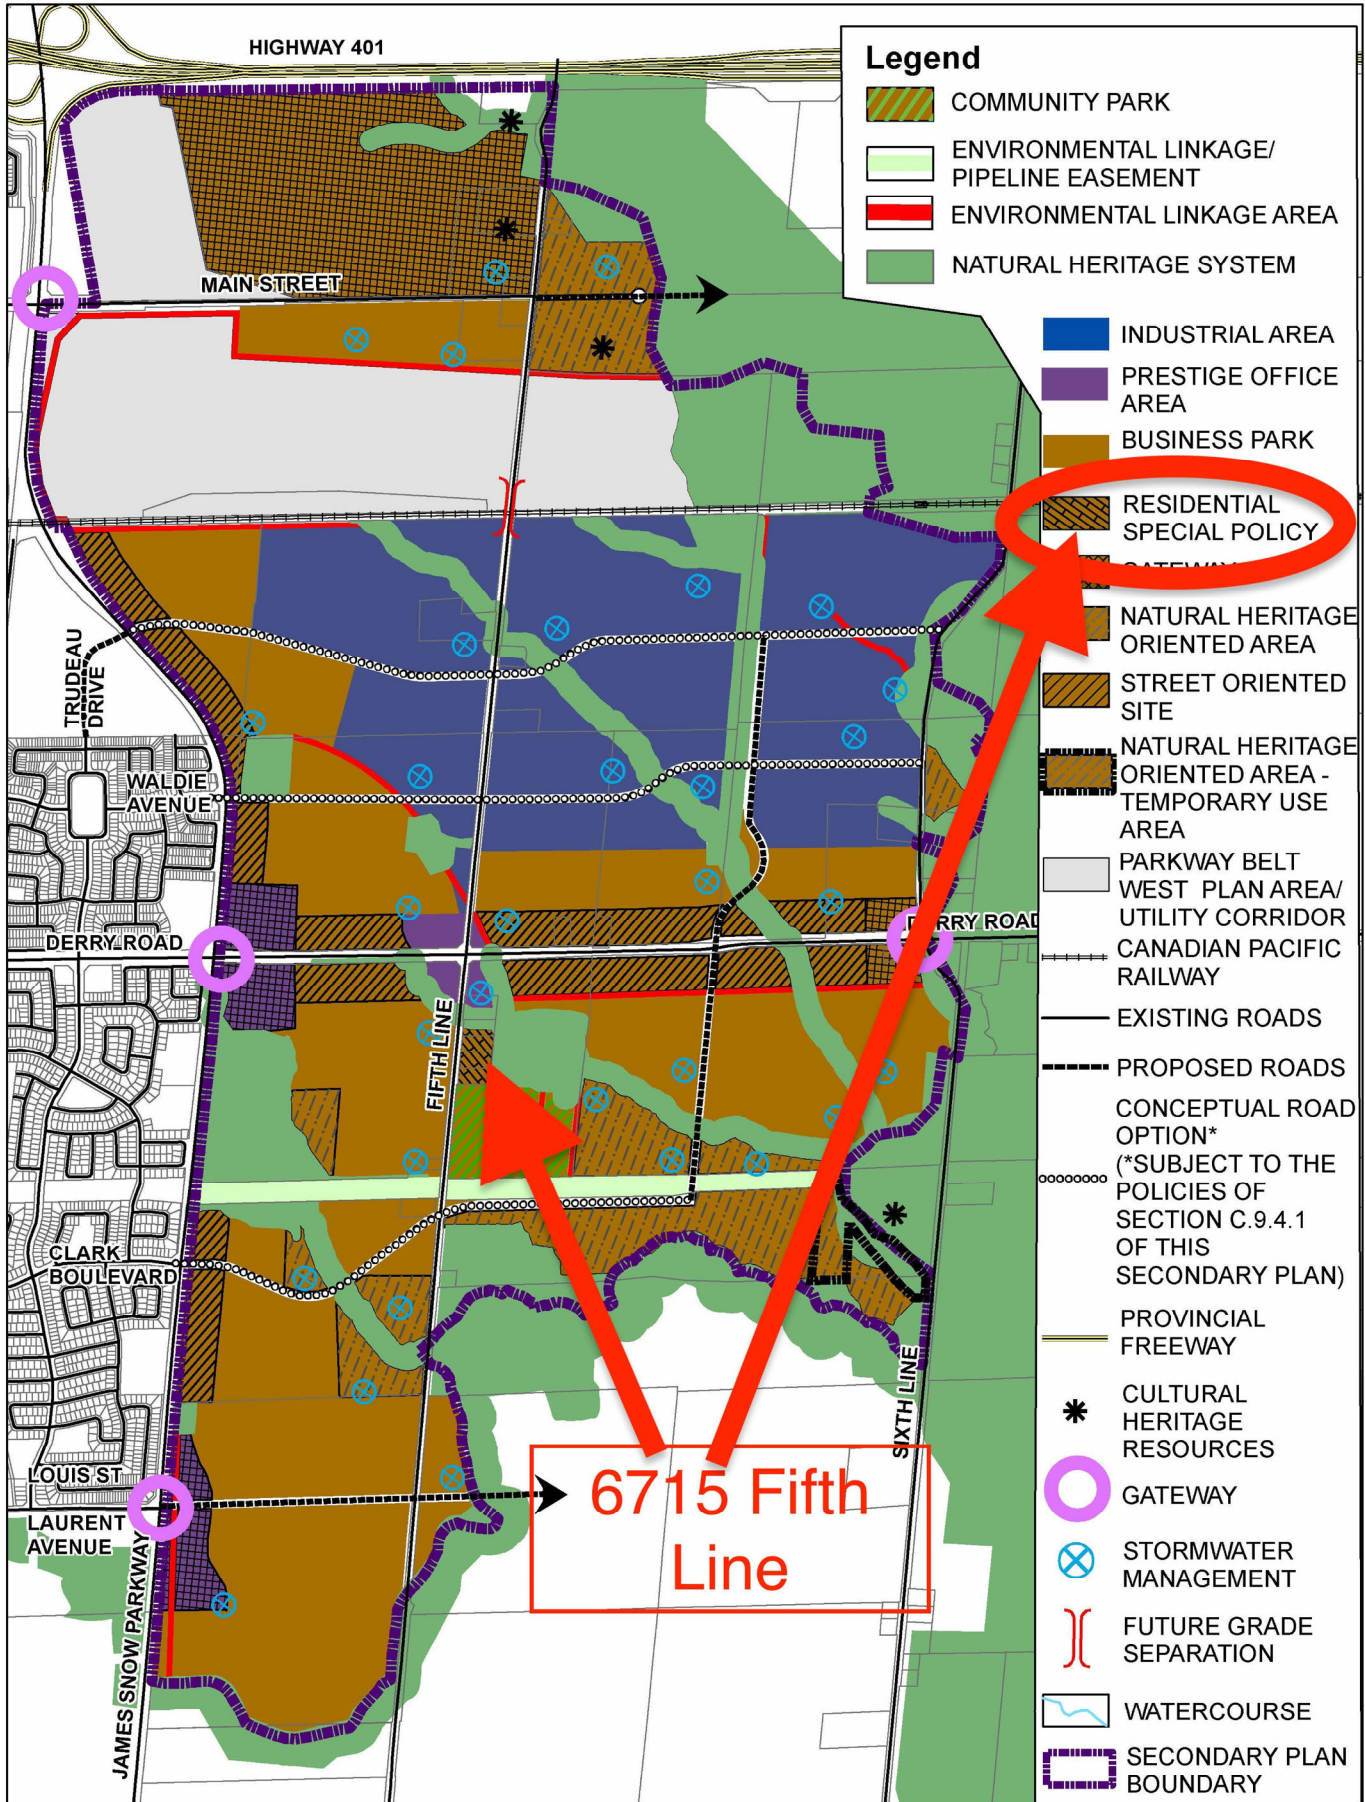 HIGHWAY 401
MAIN STREET
TRUDEAU
DRIVE
WALDIE
AVENUE
DERRY ROAD
DERRY ROAD
FIFTH LINE
CLARK
BOULEVARD
SIXTH LINE
LOUIS ST
LAURENT
AVENUE
JAMES SNOW PARKWAY
6715 Fifth
Line
Legend
COMMUNITY PARK
ENVIRONMENTAL LINKAGE/
PIPELINE EASEMENT
ENVIRONMENTAL LINKAGE AREA
NATURAL HERITAGE SYSTEM
INDUSTRIAL AREA
PRESTIGE OFFICE
AREA
BUSINESS PARK
RESIDENTIAL
SPECIAL POLICY
GATEWAY
NATURAL HERITAGE
ORIENTED AREA
STREET ORIENTED
SITE
NATURAL HERITAGE
ORIENTED AREA -
TEMPORARY USE
AREA
PARKWAY BELT
WEST PLAN AREA/
UTILITY CORRIDOR
CANADIAN PACIFIC
RAILWAY
EXISTING ROADS
PROPOSED ROADS
CONCEPTUAL ROAD
OPTION*
(*SUBJECT TO THE
POLICIES OF
SECTION C.9.4.1
OF THIS
SECONDARY PLAN)
PROVINCIAL
FREEWAY
CULTURAL
HERITAGE
RESOURCES
GATEWAY
STORMWATER
MANAGEMENT
FUTURE GRADE
SEPARATION
WATERCOURSE
SECONDARY PLAN
BOUNDARY